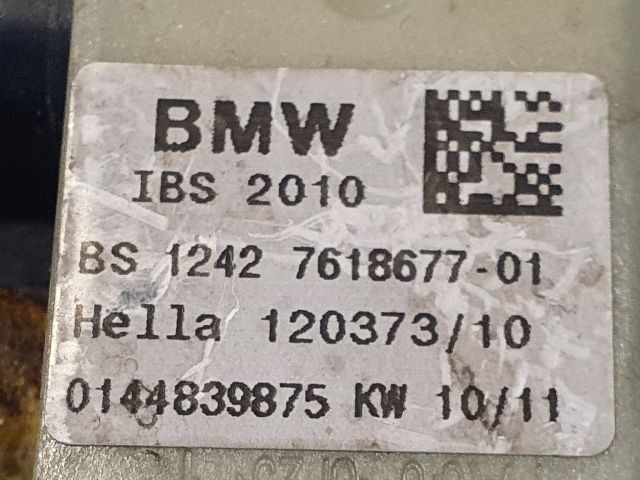 BMW
IBS 2010
BS 1242 7618677-01
Hella 120373/10
0144839875 KW 10/11